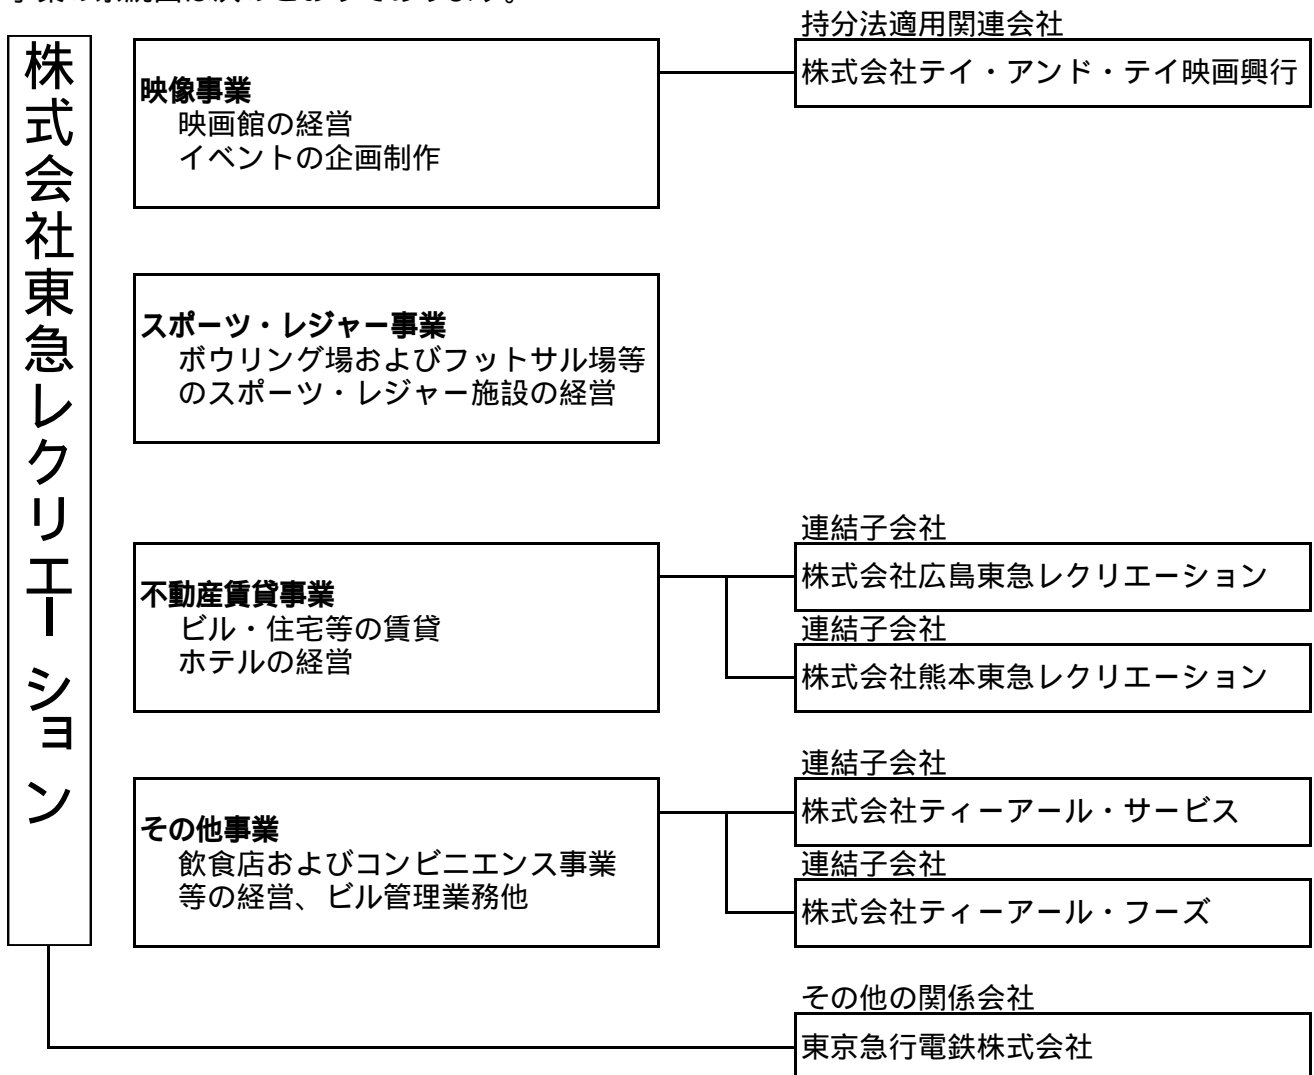 事業の系統図は次のとおりであります。
株式会社東急レクリエーション
映像事業
映画館の経営
イベントの企画制作
持分法適用関連会社
株式会社テイ・アンド・テイ映画興行
スポーツ・レジャー事業
ボウリング場およびフットサル場等
のスポーツ・レジャー施設の経営
不動産賃貸事業
ビル・住宅等の賃貸
ホテルの経営
連結子会社
株式会社広島東急レクリエーション
連結子会社
株式会社熊本東急レクリエーション
その他事業
飲食店およびコンビニエンス事業
等の経営、ビル管理業務他
連結子会社
株式会社ティーアール・サービス
連結子会社
株式会社ティーアール・フーズ
その他の関係会社
東京急行電鉄株式会社